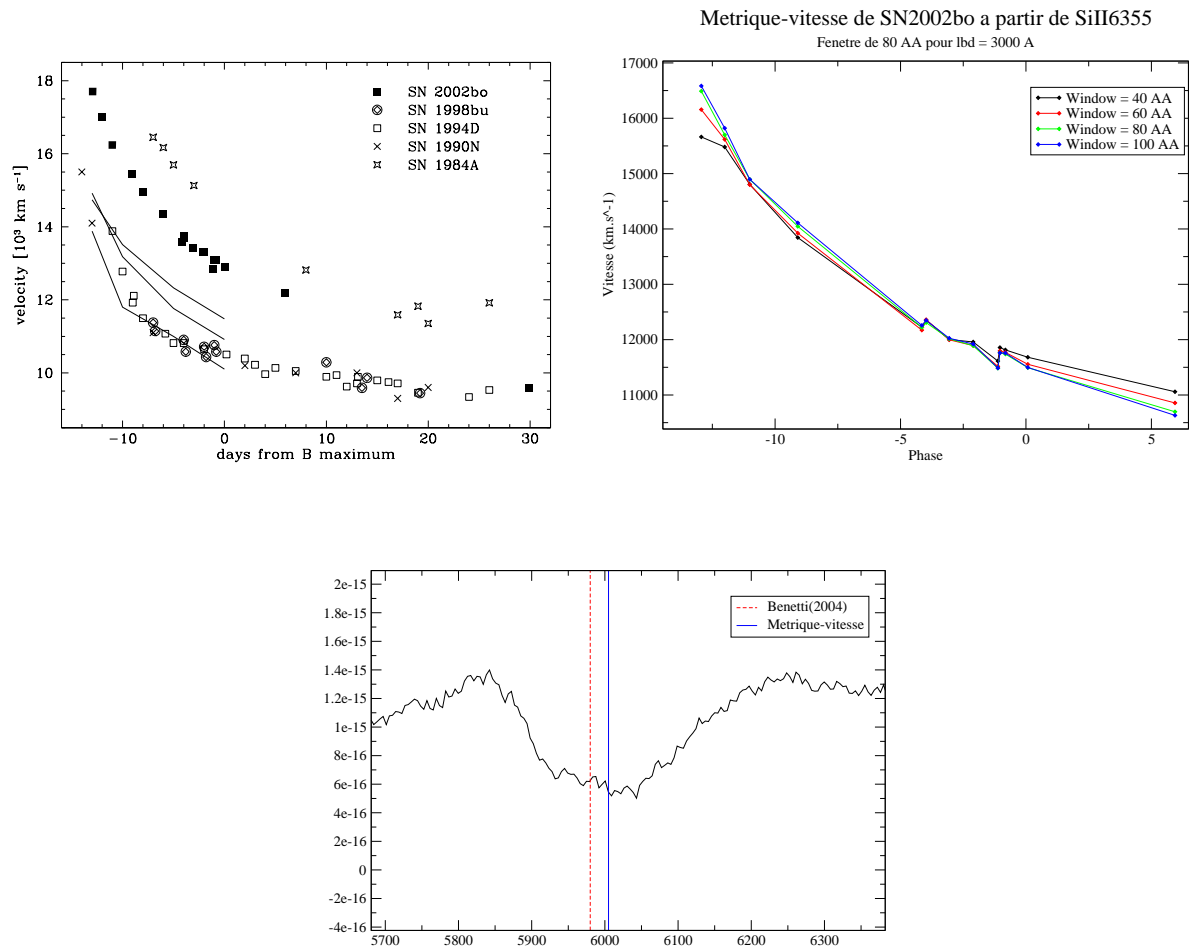 Metrique-vitesse de SN2002bo a partir de SiII6355
Fenetre de 80 AA pour lbd = 3000 A
18
16
14
12
10
velocity [10³ km s⁻¹]
SN 2002bo
SN 1998bu
SN 1994D
SN 1990N
SN 1984A
-10
0
10
20
30
days from B maximum
17000
16000
15000
14000
13000
12000
11000
Vitesse (km.s^-1)
Window = 40 AA
Window = 60 AA
Window = 80 AA
Window = 100 AA
-10
-5
0
5
Phase
2e-15
1.8e-15
1.6e-15
1.4e-15
1.2e-15
1e-15
8e-16
6e-16
4e-16
2e-16
0
-2e-16
-4e-16
Benetti(2004)
Metrique-vitesse
5700
5800
5900
6000
6100
6200
6300